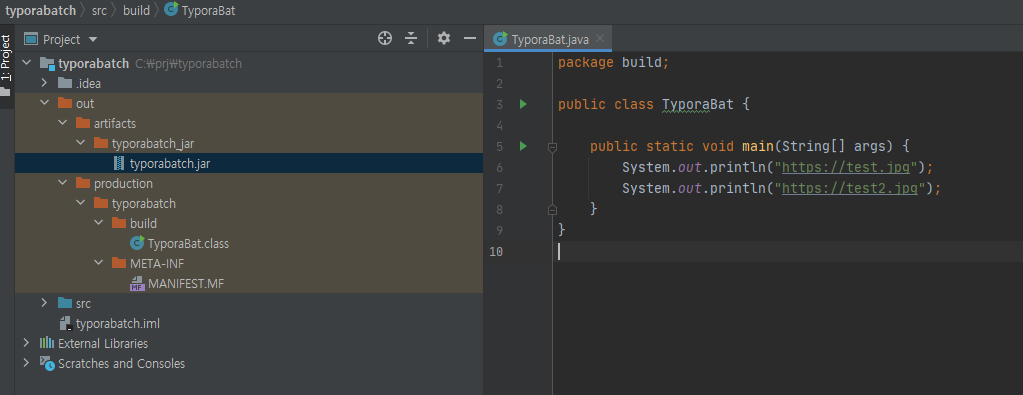 typorabatch > src > build > TyporaBat
1: Project
Project
typorabatch C:\prj\typorabatch
.idea
out
artifacts
typorabatch_jar
typorabatch.jar
production
typorabatch
build
TyporaBat.class
META-INF
MF MANIFEST.MF
src
typorabatch.iml
External Libraries
Scratches and Consoles
TyporaBat.java
1 package build;
2
3 public class TyporaBat {
4
5 public static void main(String[] args) {
6 System.out.println("https://test.jpg");
7 System.out.println("https://test2.jpg");
8 }
9 }
10